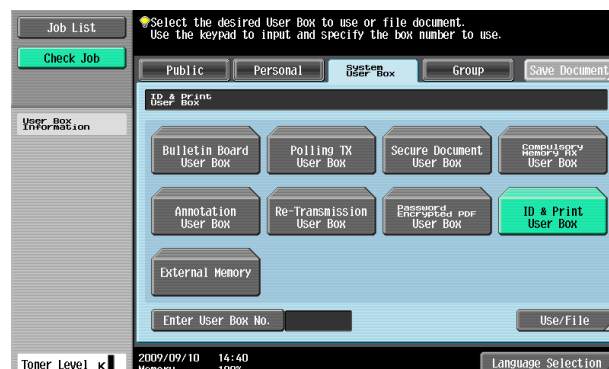 Job List
Check Job
User Box
Information
Toner Level K
Select the desired User Box to use or file document.
Use the keypad to input and specify the box number to use.
Public
Personal
System
User Box
Group
Save Document
ID & Print
User Box
Bulletin Board
User Box
Polling TX
User Box
Secure Document
User Box
Compulsory
Memory RX
User Box
Annotation
User Box
Re-Transmission
User Box
Password
Encrypted PDF
User Box
ID & Print
User Box
External Memory
Enter User Box No.
Use/File
2009/09/10 14:40
Memory 100%
Language Selection